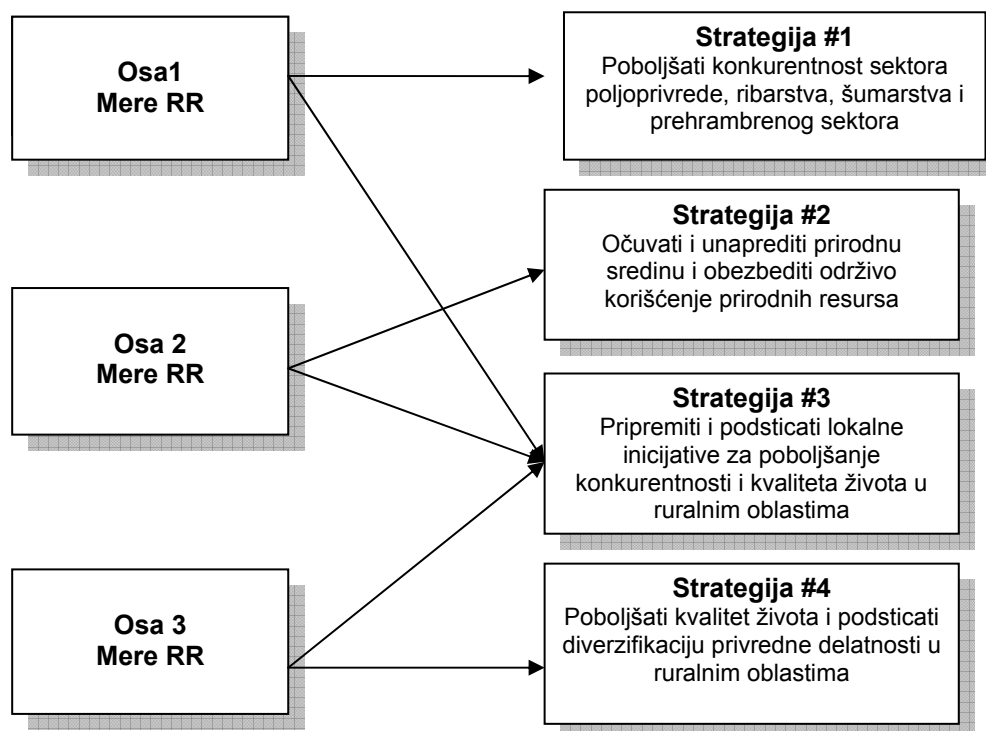 Osa1
Mere RR
Strategija #1
Poboljšati konkurentnost sektora
poljoprivrede, ribarstva, šumarstva i
prehrambrenog sektora
Osa 2
Mere RR
Strategija #2
Očuvati i unaprediti prirodnu
sredinu i obezbediti održivo
korišćenje prirodnih resursa
Strategija #3
Pripremiti i podsticati lokalne
inicijative za poboljšanje
konkurentnosti i kvaliteta života u
ruralnim oblastima
Osa 3
Mere RR
Strategija #4
Poboljšati kvalitet života i podsticati
diverzifikaciju privredne delatnosti u
ruralnim oblastima